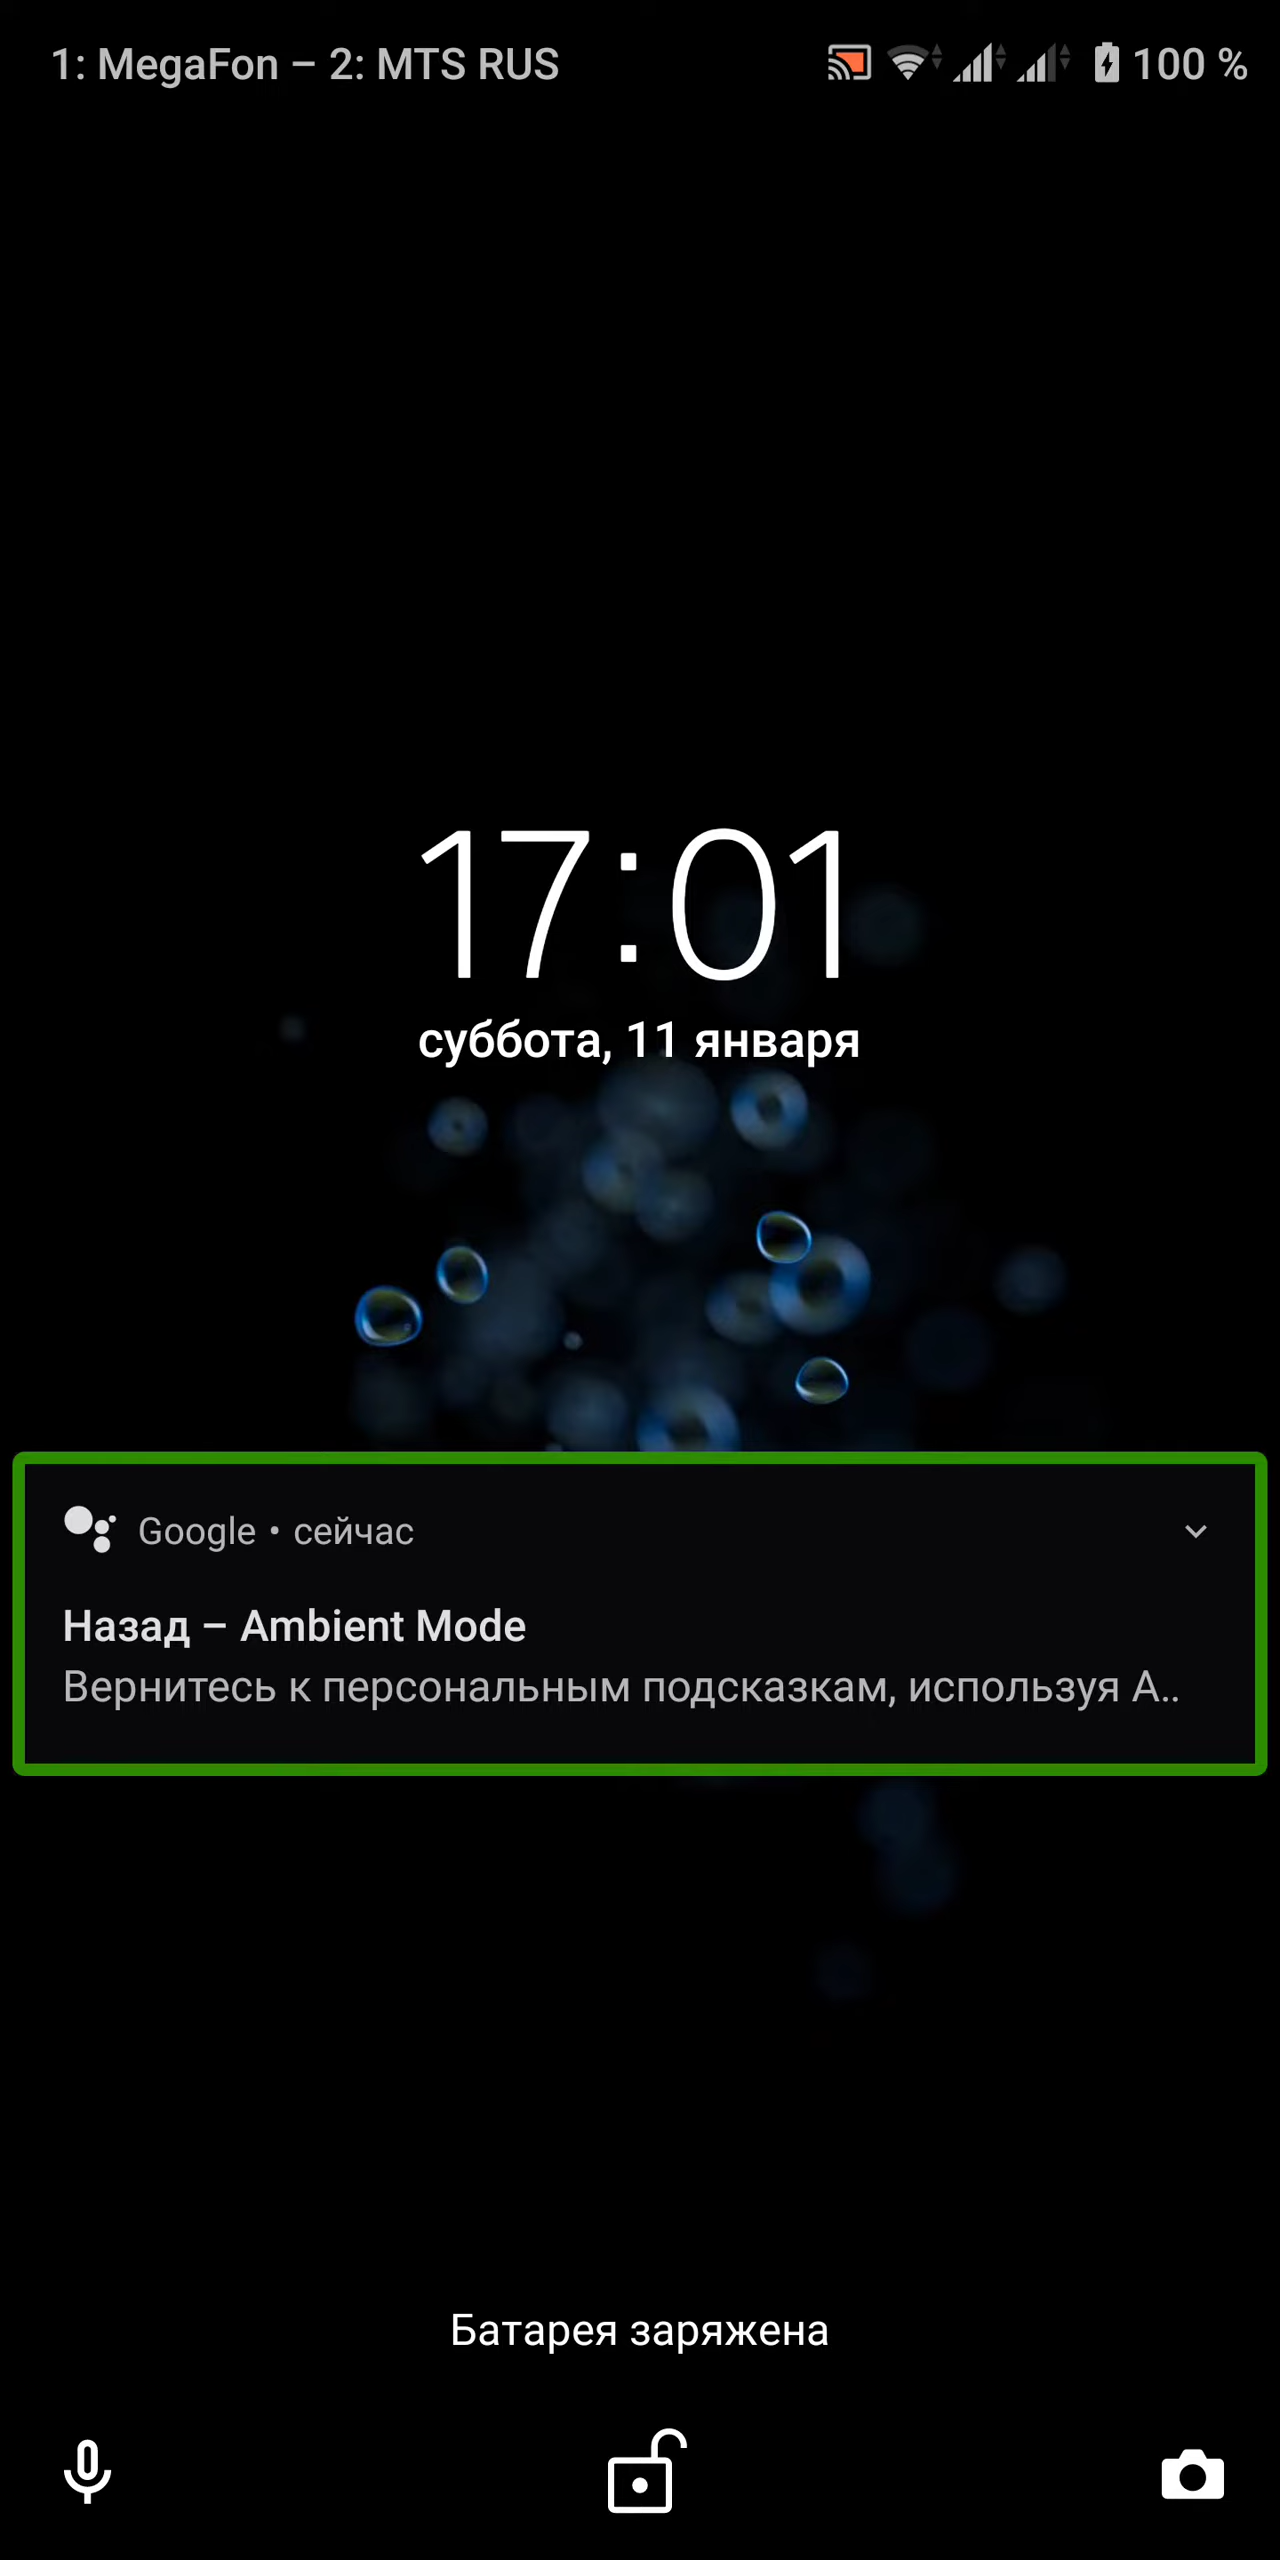 1: MegaFon – 2: MTS RUS 100 %
17:01
суббота, 11 января
Google • сейчас
Назад – Ambient Mode
Вернитесь к персональным подсказкам, используя A..
Батарея заряжена